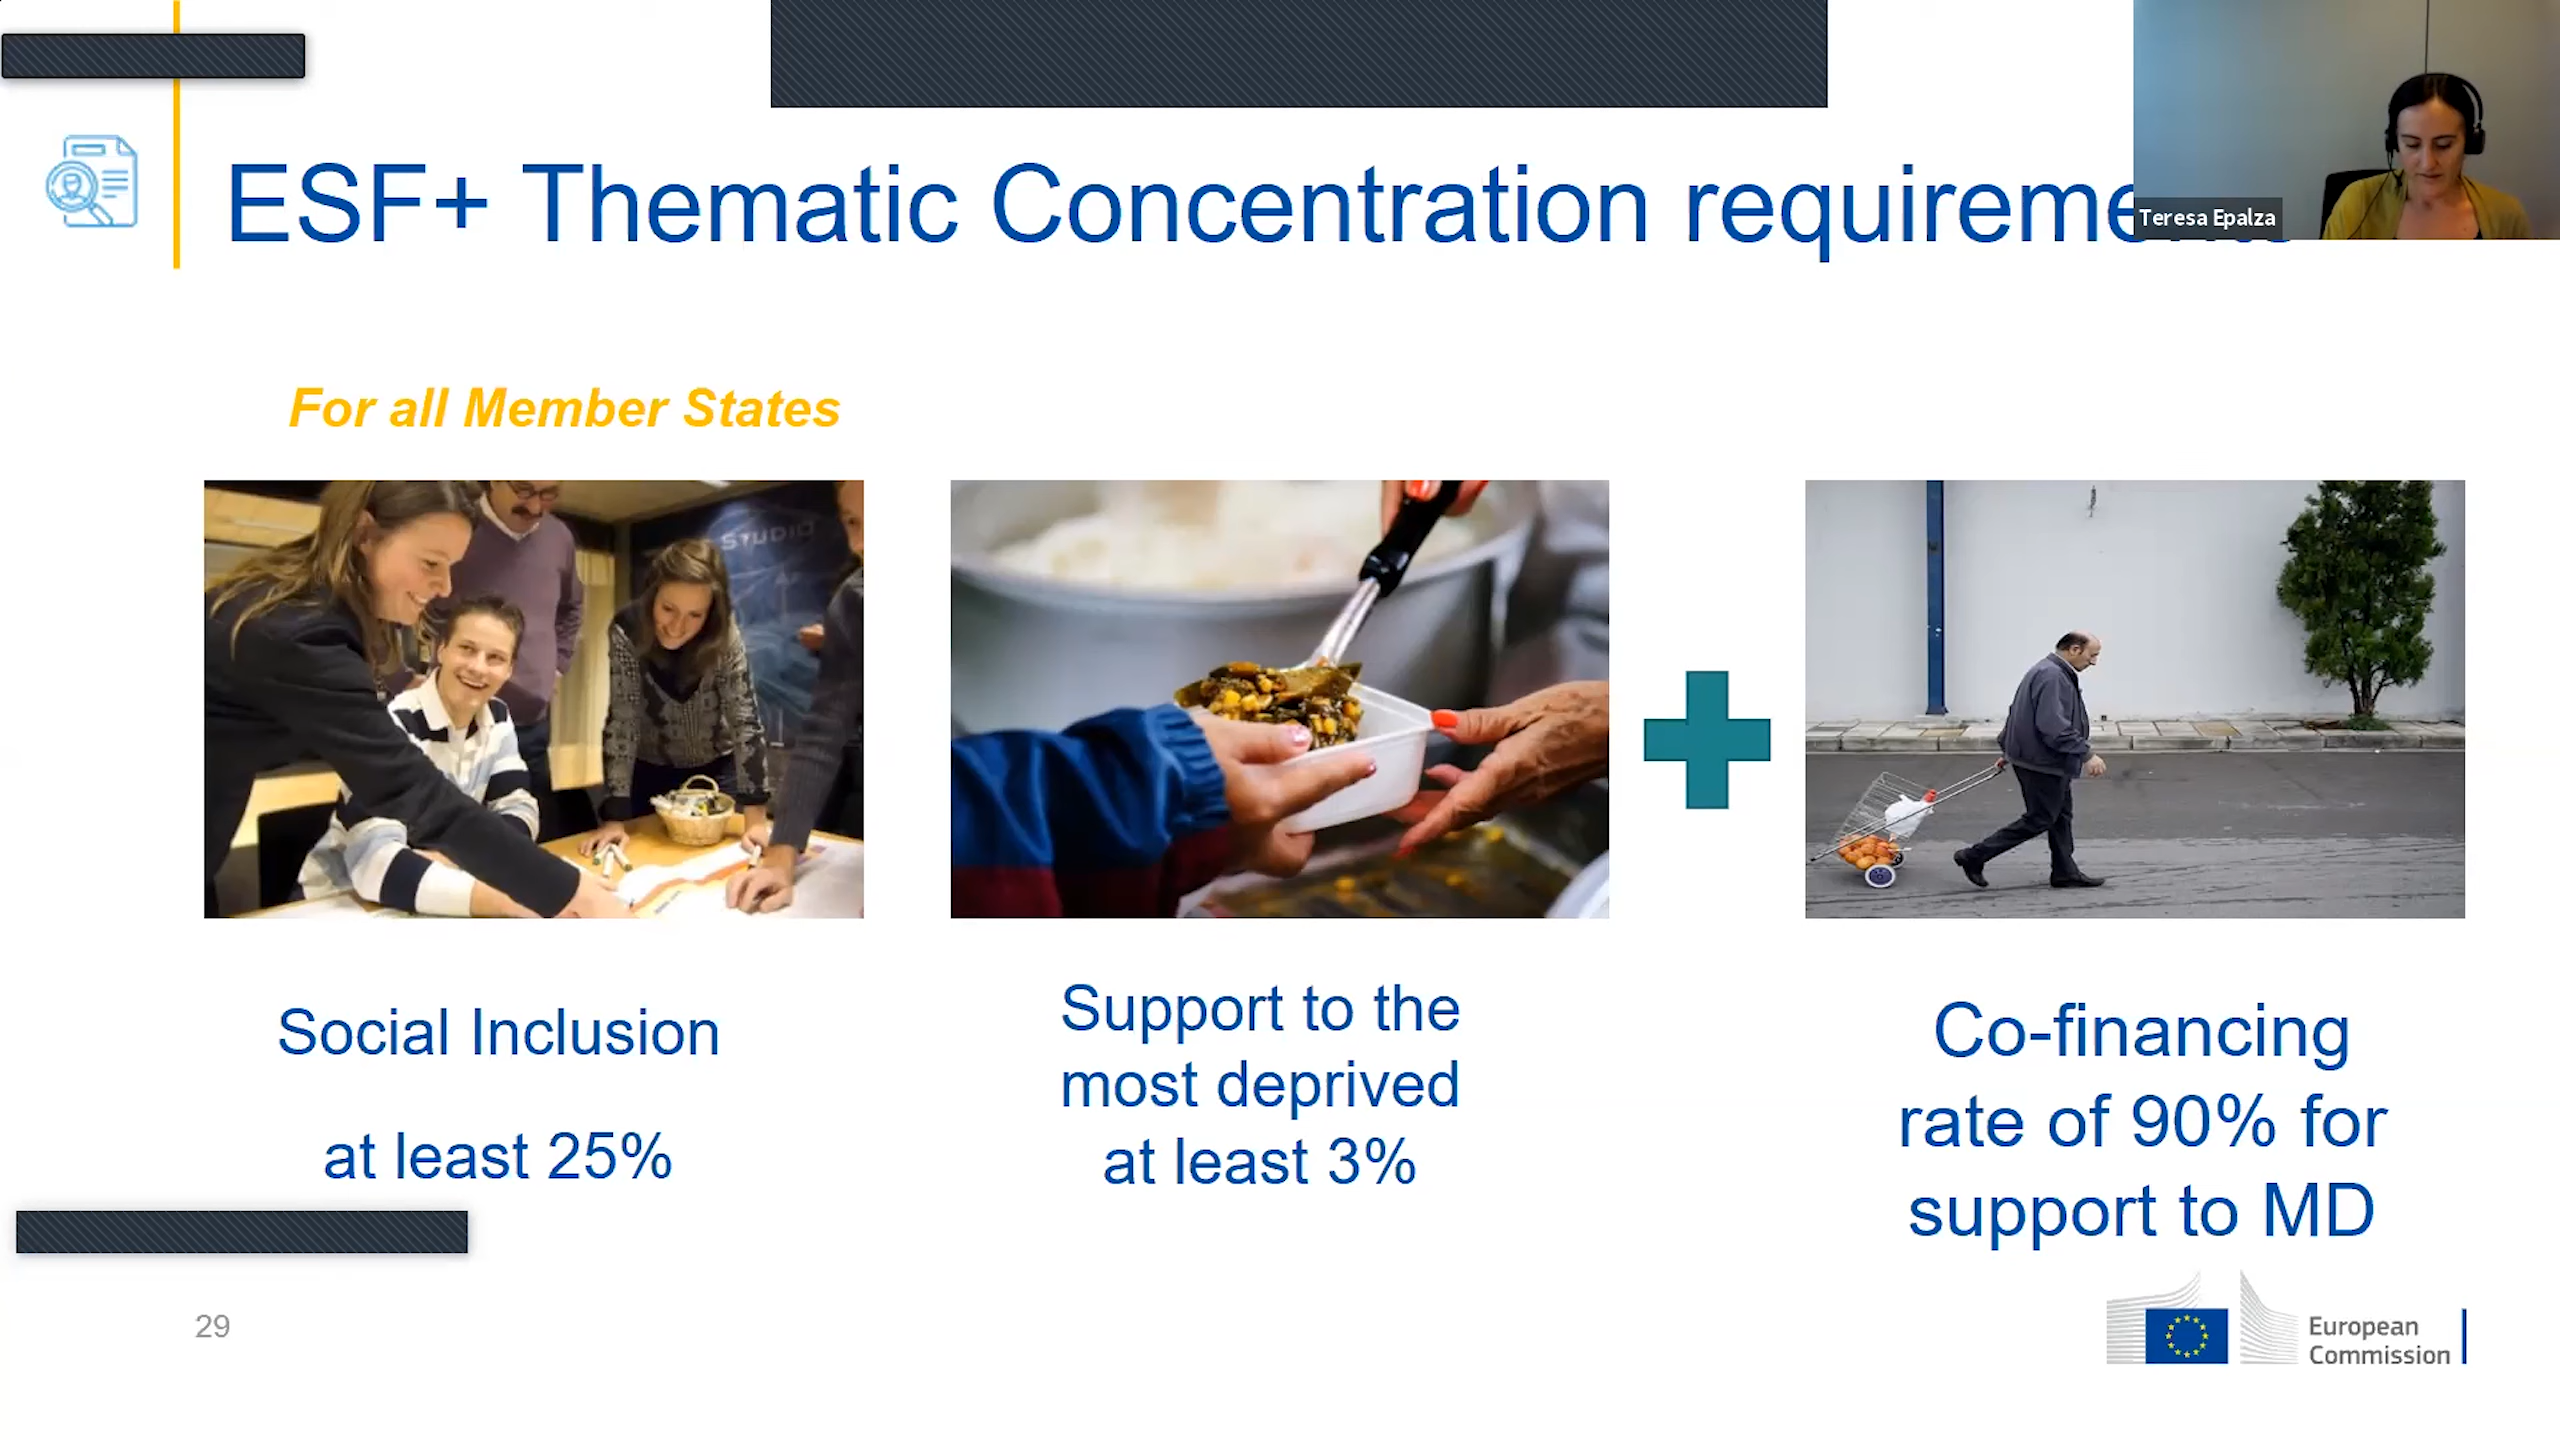 ESF+ Thematic Concentration
Teresa Epalza
For all Member States
STUDIO
Social Inclusion
at least 25%
Support to the
most deprived
at least 3%
Co-financing
rate of 90% for
support to MD
29
European
Commission